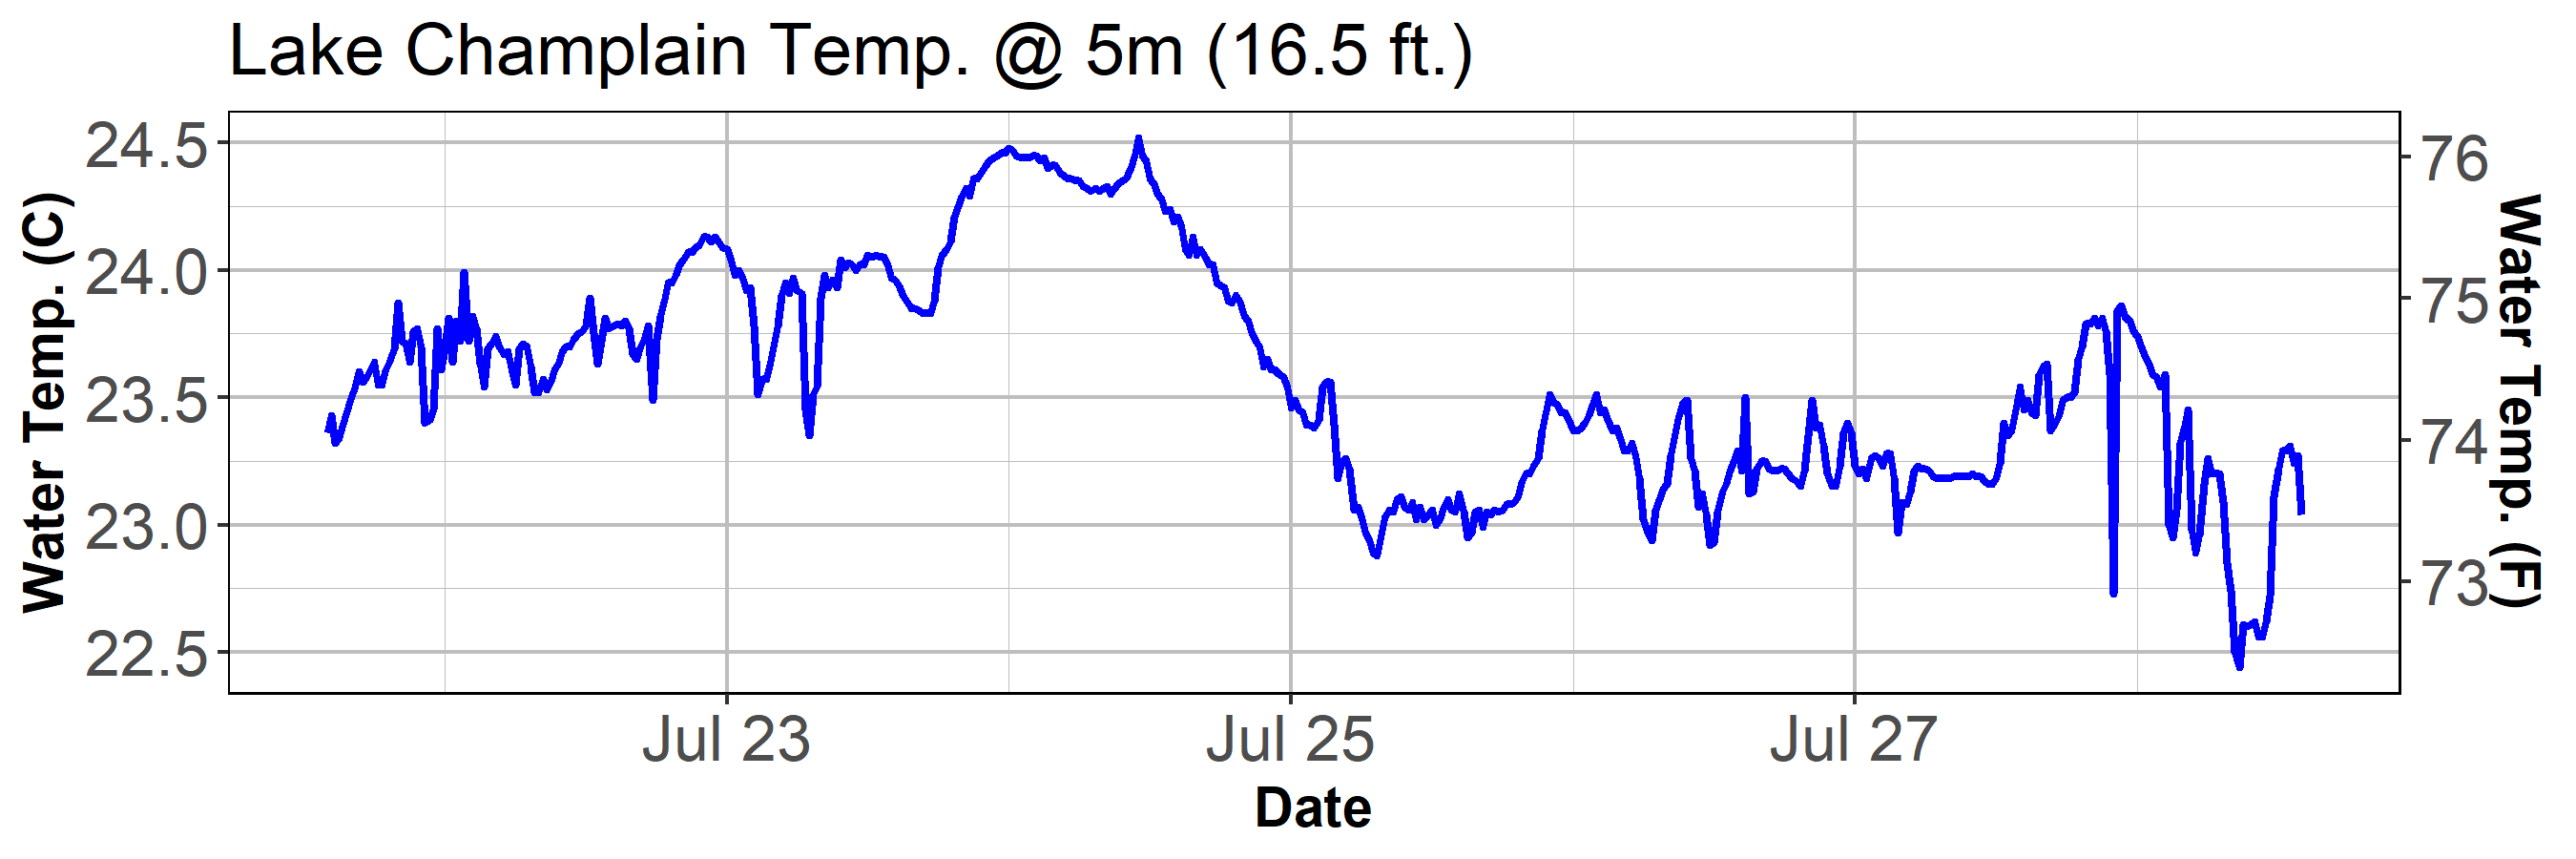 Lake Champlain Temp. @ 5m (16.5 ft.)
Water Temp. (C)
24.5
24.0
23.5
23.0
22.5
76
75
74
73
Water Temp. (F)
Jul 23 Jul 25 Jul 27
Date